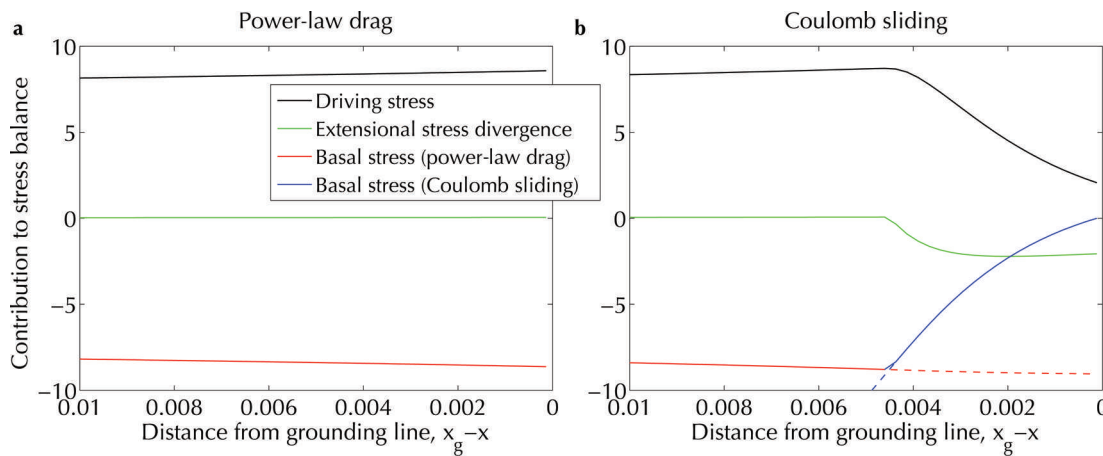 a
Power-law drag
b
Coulomb sliding
Contribution to stress balance
10
5
0
−5
−10
0.01
0.008
0.006
0.004
0.002
0
Distance from grounding line, x_g−x
Driving stress
Extensional stress divergence
Basal stress (power-law drag)
Basal stress (Coulomb sliding)
10
5
0
−5
−10
0.01
0.008
0.006
0.004
0.002
0
Distance from grounding line, x_g−x